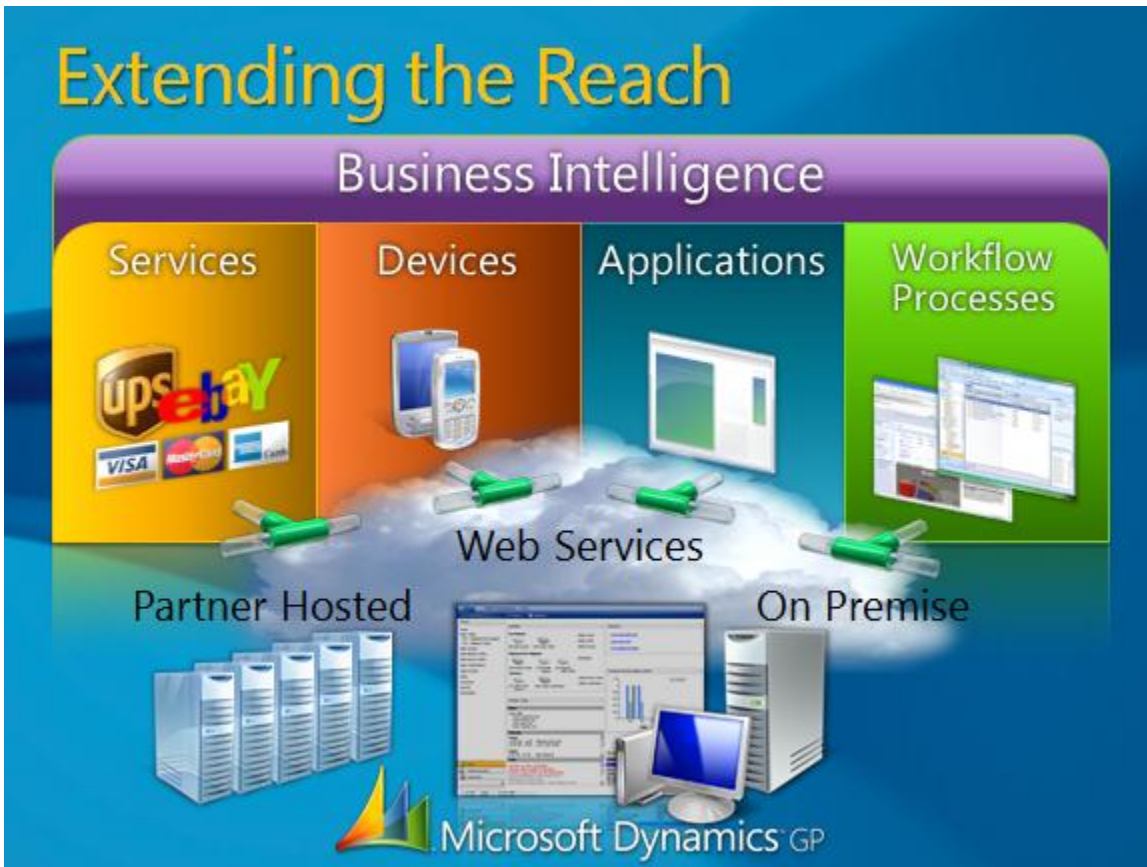 Extending the Reach
Business Intelligence
Services
Devices
Applications
Workflow
Processes
ups
ebaY
VISA
MasterCard
Web Services
Partner Hosted
On Premise
Microsoft Dynamics GP